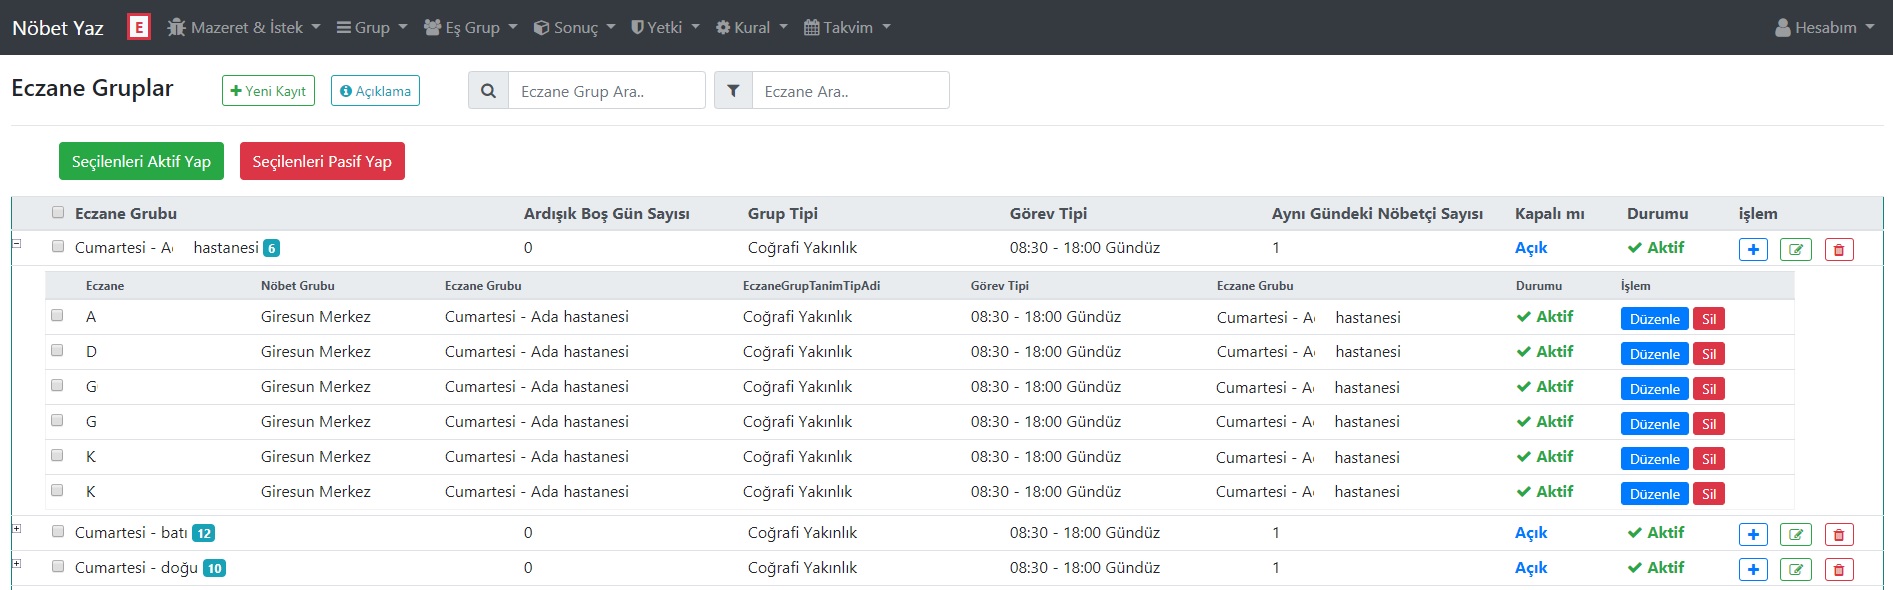 Nöbet Yaz E Mazeret & İstek Grup Eş Grup Sonuç Yetki Kural Takvim Hesabım
Eczane Gruplar Yeni Kayıt Açıklama Eczane Grup Ara.. Eczane Ara..
Seçilenleri Aktif Yap Seçilenleri Pasif Yap
Eczane Grubu Ardışık Boş Gün Sayısı Grup Tipi Görev Tipi Aynı Gündeki Nöbetçi Sayısı Kapalı mı Durumu işlem
Cumartesi - A hastanesi 6 0 Coğrafi Yakınlık 08:30 - 18:00 Gündüz 1 Açık Aktif
Eczane Nöbet Grubu Eczane Grubu EczaneGrupTanimTipAdi Görev Tipi Eczane Grubu Durumu İşlem
A Giresun Merkez Cumartesi - Ada hastanesi Coğrafi Yakınlık 08:30 - 18:00 Gündüz Cumartesi - A hastanesi Aktif Düzenle Sil
D Giresun Merkez Cumartesi - Ada hastanesi Coğrafi Yakınlık 08:30 - 18:00 Gündüz Cumartesi - A hastanesi Aktif Düzenle Sil
G Giresun Merkez Cumartesi - Ada hastanesi Coğrafi Yakınlık 08:30 - 18:00 Gündüz Cumartesi - A hastanesi Aktif Düzenle Sil
G Giresun Merkez Cumartesi - Ada hastanesi Coğrafi Yakınlık 08:30 - 18:00 Gündüz Cumartesi - A hastanesi Aktif Düzenle Sil
K Giresun Merkez Cumartesi - Ada hastanesi Coğrafi Yakınlık 08:30 - 18:00 Gündüz Cumartesi - A hastanesi Aktif Düzenle Sil
K Giresun Merkez Cumartesi - Ada hastanesi Coğrafi Yakınlık 08:30 - 18:00 Gündüz Cumartesi - A hastanesi Aktif Düzenle Sil
Cumartesi - batı 12 0 Coğrafi Yakınlık 08:30 - 18:00 Gündüz 1 Açık Aktif
Cumartesi - doğu 10 0 Coğrafi Yakınlık 08:30 - 18:00 Gündüz 1 Açık Aktif